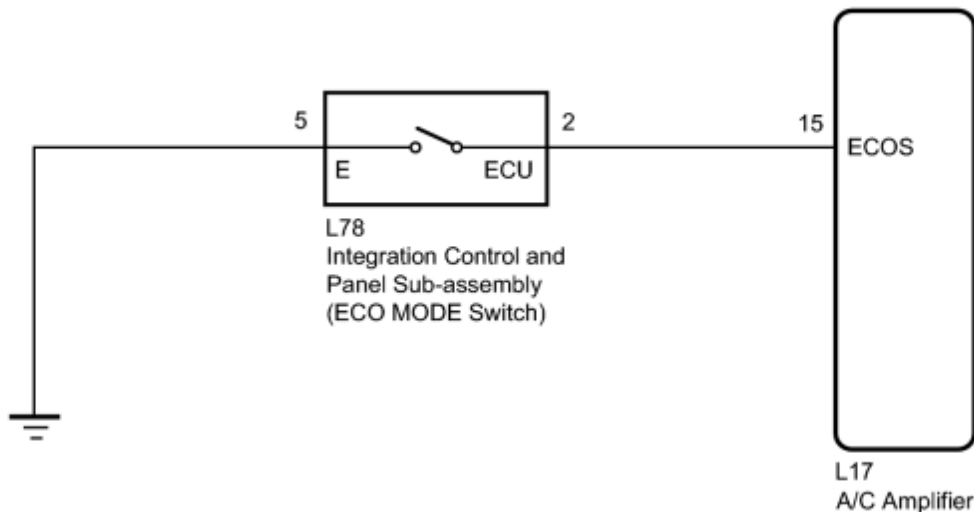 5
2
15
E
ECU
ECOS
L78
Integration Control and
Panel Sub-assembly
(ECO MODE Switch)
L17
A/C Amplifier